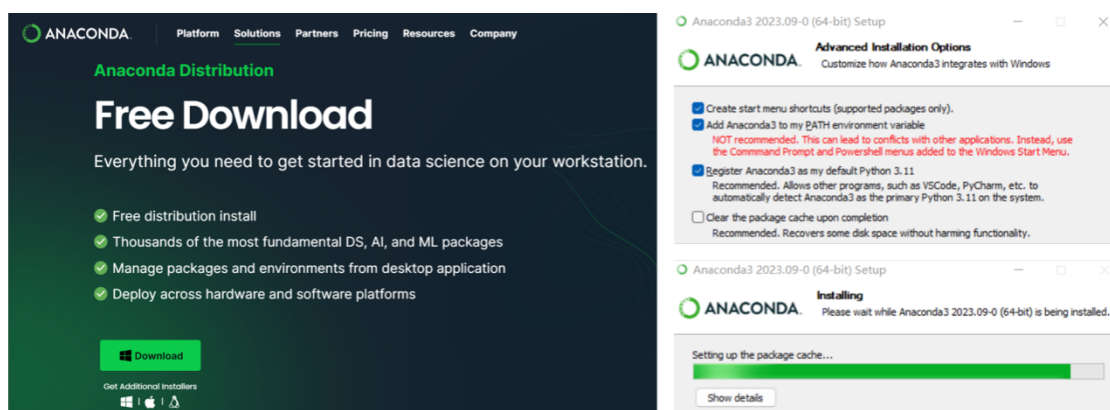 ANACONDA.
Platform Solutions Partners Pricing Resources Company
Anaconda Distribution
Free Download
Everything you need to get started in data science on your workstation.
Free distribution install
Thousands of the most fundamental DS, AI, and ML packages
Manage packages and environments from desktop application
Deploy across hardware and software platforms
Download
Get Additional Installers
Anaconda3 2023.09-0 (64-bit) Setup
ANACONDA.
Advanced Installation Options
Customize how Anaconda3 integrates with Windows
Create start menu shortcuts (supported packages only).
Add Anaconda3 to my PATH environment variable
NOT recommended. This can lead to conflicts with other applications. Instead, use
the Commmand Prompt and Powershell menus added to the Windows Start Menu.
Register Anaconda3 as my default Python 3.11
Recommended. Allows other programs, such as VSCode, PyCharm, etc. to
automatically detect Anaconda3 as the primary Python 3.11 on the system.
Clear the package cache upon completion
Recommended. Recovers some disk space without harming functionality.
Anaconda3 2023.09-0 (64-bit) Setup
ANACONDA.
Installing
Please wait while Anaconda3 2023.09-0 (64-bit) is being installed.
Setting up the package cache...
Show details